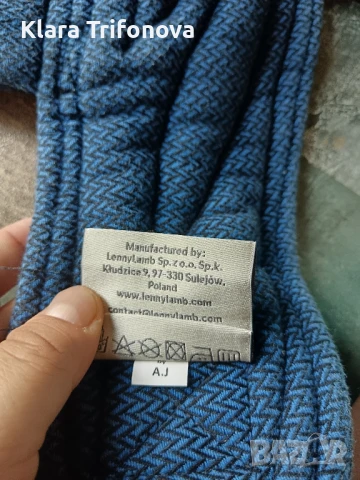 Klara Trifonova
Manufactured by:
LennyLamb Sp. z o.o. Sp.k.
Kłudzice 9, 97-330 Sulejów,
Poland
www.lennylamb.com
contact@lennylamb.com
A.J
BAZAR